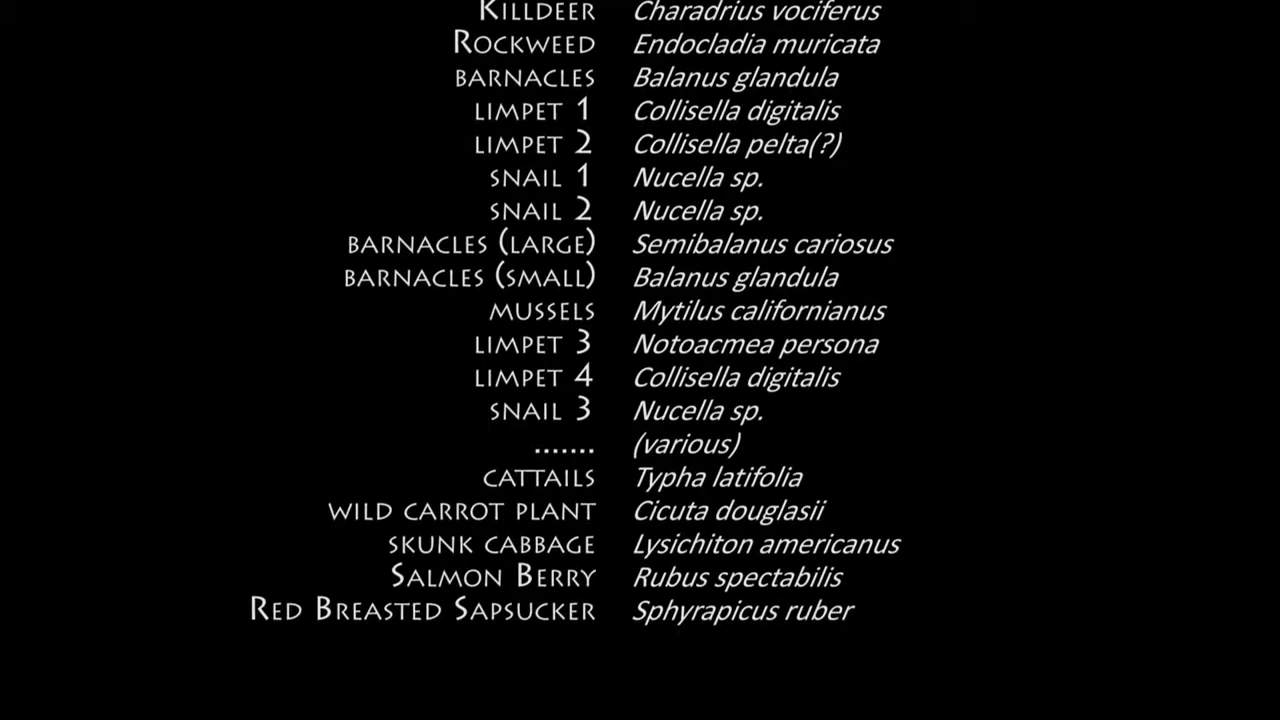 Killdeer Charadrius vociferus
Rockweed Endocladia muricata
barnacles Balanus glandula
limpet 1 Collisella digitalis
limpet 2 Collisella pelta(?)
snail 1 Nucella sp.
snail 2 Nucella sp.
barnacles (large) Semibalanus cariosus
barnacles (small) Balanus glandula
mussels Mytilus californianus
limpet 3 Notoacmea persona
limpet 4 Collisella digitalis
snail 3 Nucella sp.
....... (various)
cattails Typha latifolia
wild carrot plant Cicuta douglasii
skunk cabbage Lysichiton americanus
Salmon Berry Rubus spectabilis
Red Breasted Sapsucker Sphyrapicus ruber